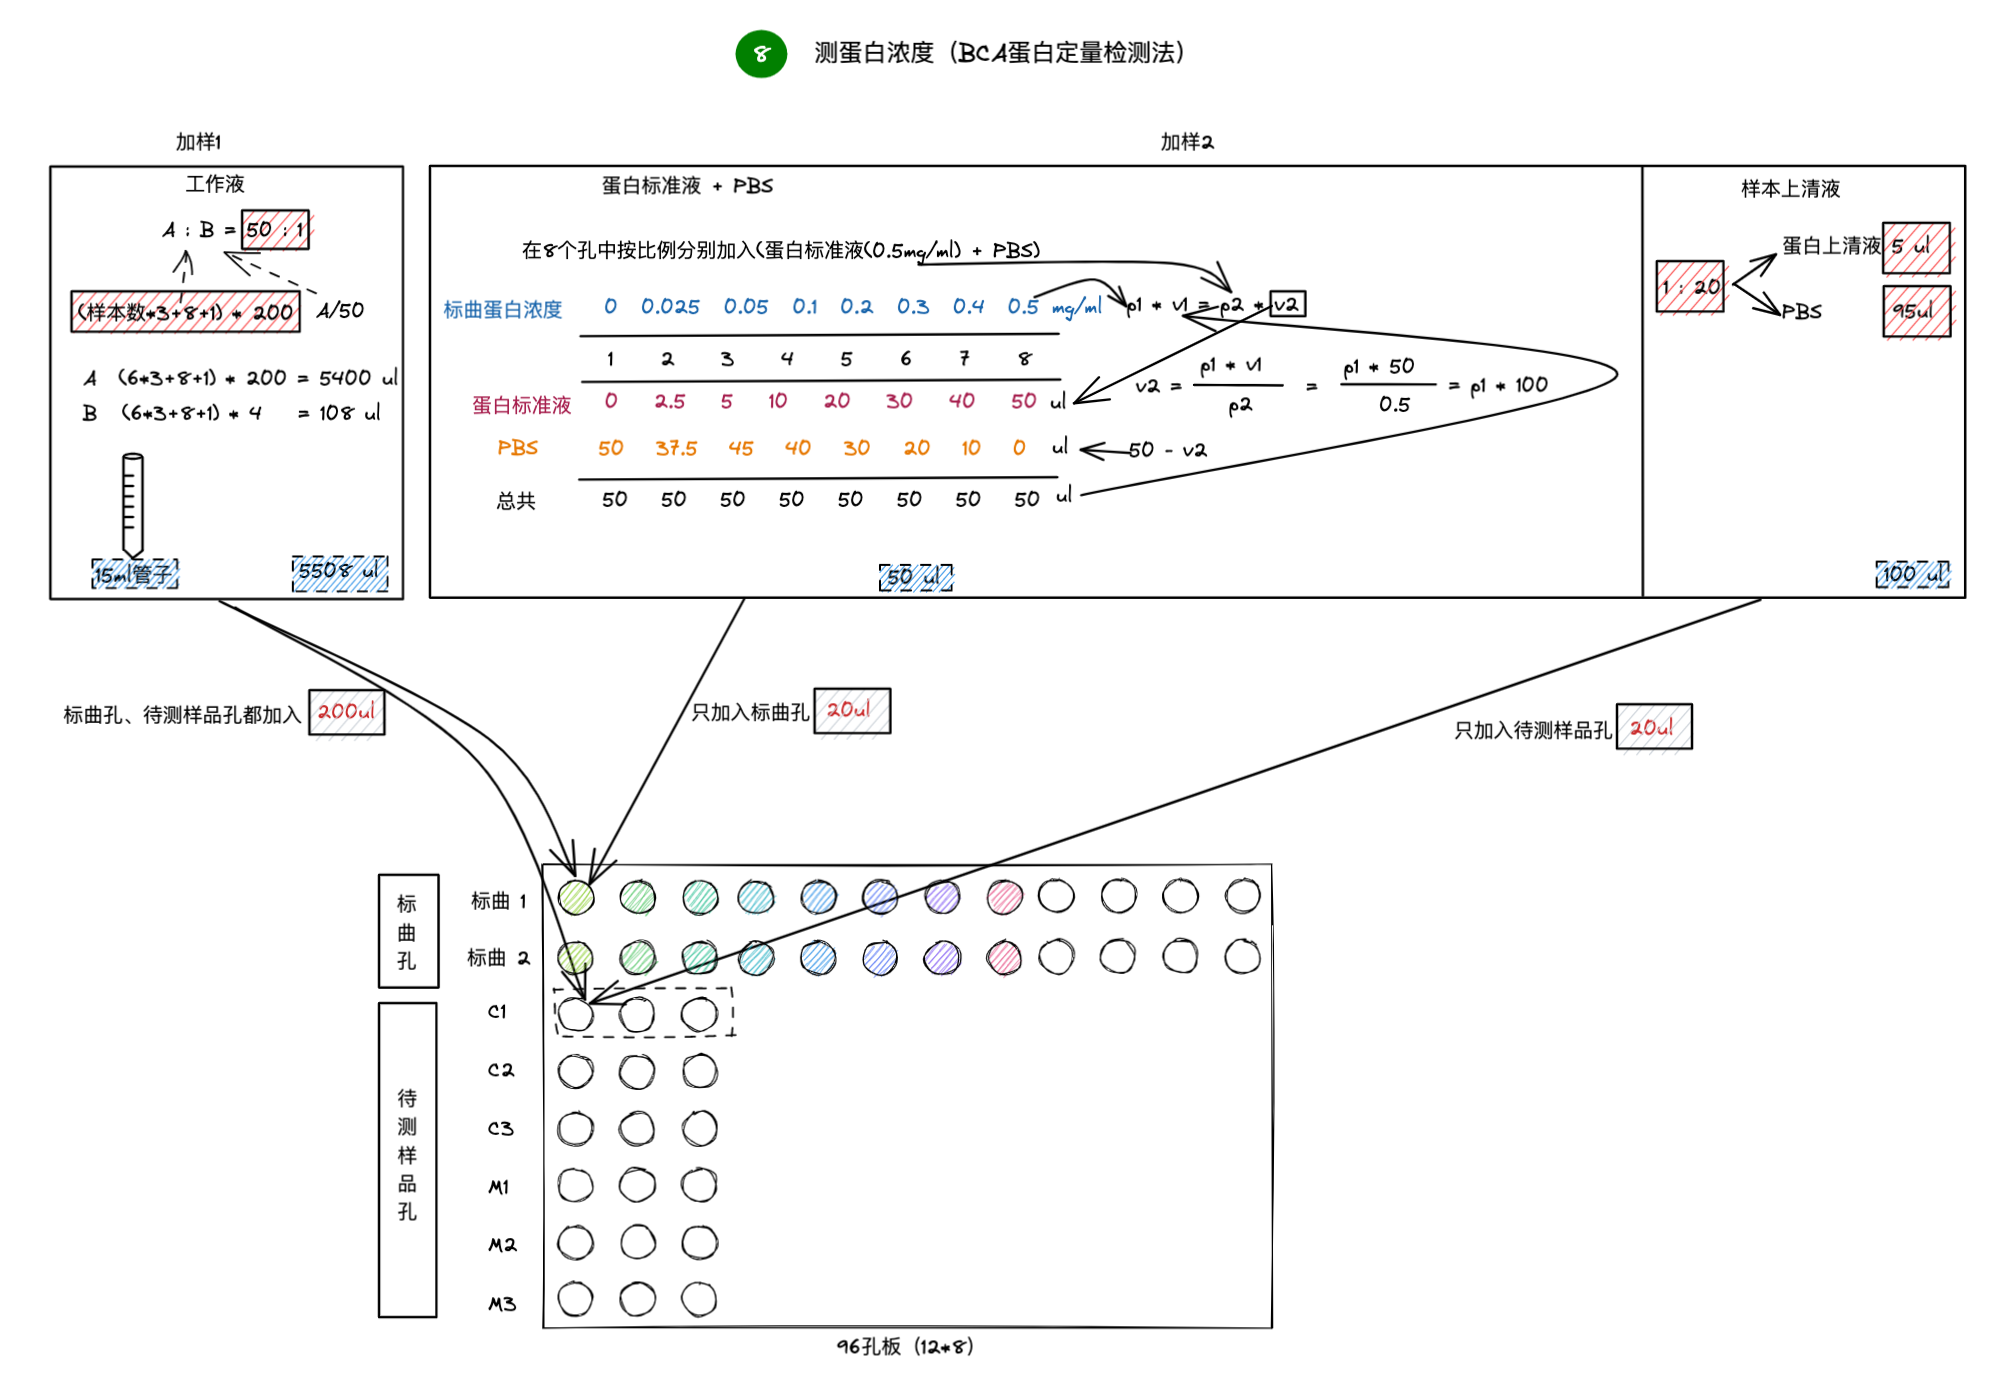 8 测蛋白浓度（BCA蛋白定量检测法）
加样1
工作液
A : B = 50 : 1
(样本数*3+8+1) * 200 A/50
A (6*3+8+1) * 200 = 5400 ul
B (6*3+8+1) * 4 = 108 ul
15ml管子
5508 ul
加样2
蛋白标准液 + PBS
在8个孔中按比例分别加入(蛋白标准液(0.5mg/ml) + PBS)
标曲蛋白浓度 0 0.025 0.05 0.1 0.2 0.3 0.4 0.5 mg/ml
1 2 3 4 5 6 7 8
蛋白标准液 0 2.5 5 10 20 30 40 50 ul
PBS 50 37.5 45 40 30 20 10 0 ul
总共 50 50 50 50 50 50 50 50 ul
ρ1 * v1 = ρ2 * v2
v2 = ρ1 * v1 / ρ2 = ρ1 * 50 / 0.5 = ρ1 * 100
50 - v2
50 ul
样本上清液
1 : 20
蛋白上清液 5 ul
PBS 95ul
100 ul
标曲孔、待测样品孔都加入 200ul
只加入标曲孔 20ul
只加入待测样品孔 20ul
标曲孔
标曲 1
标曲 2
待测样品孔
C1
C2
C3
M1
M2
M3
96孔板（12*8）